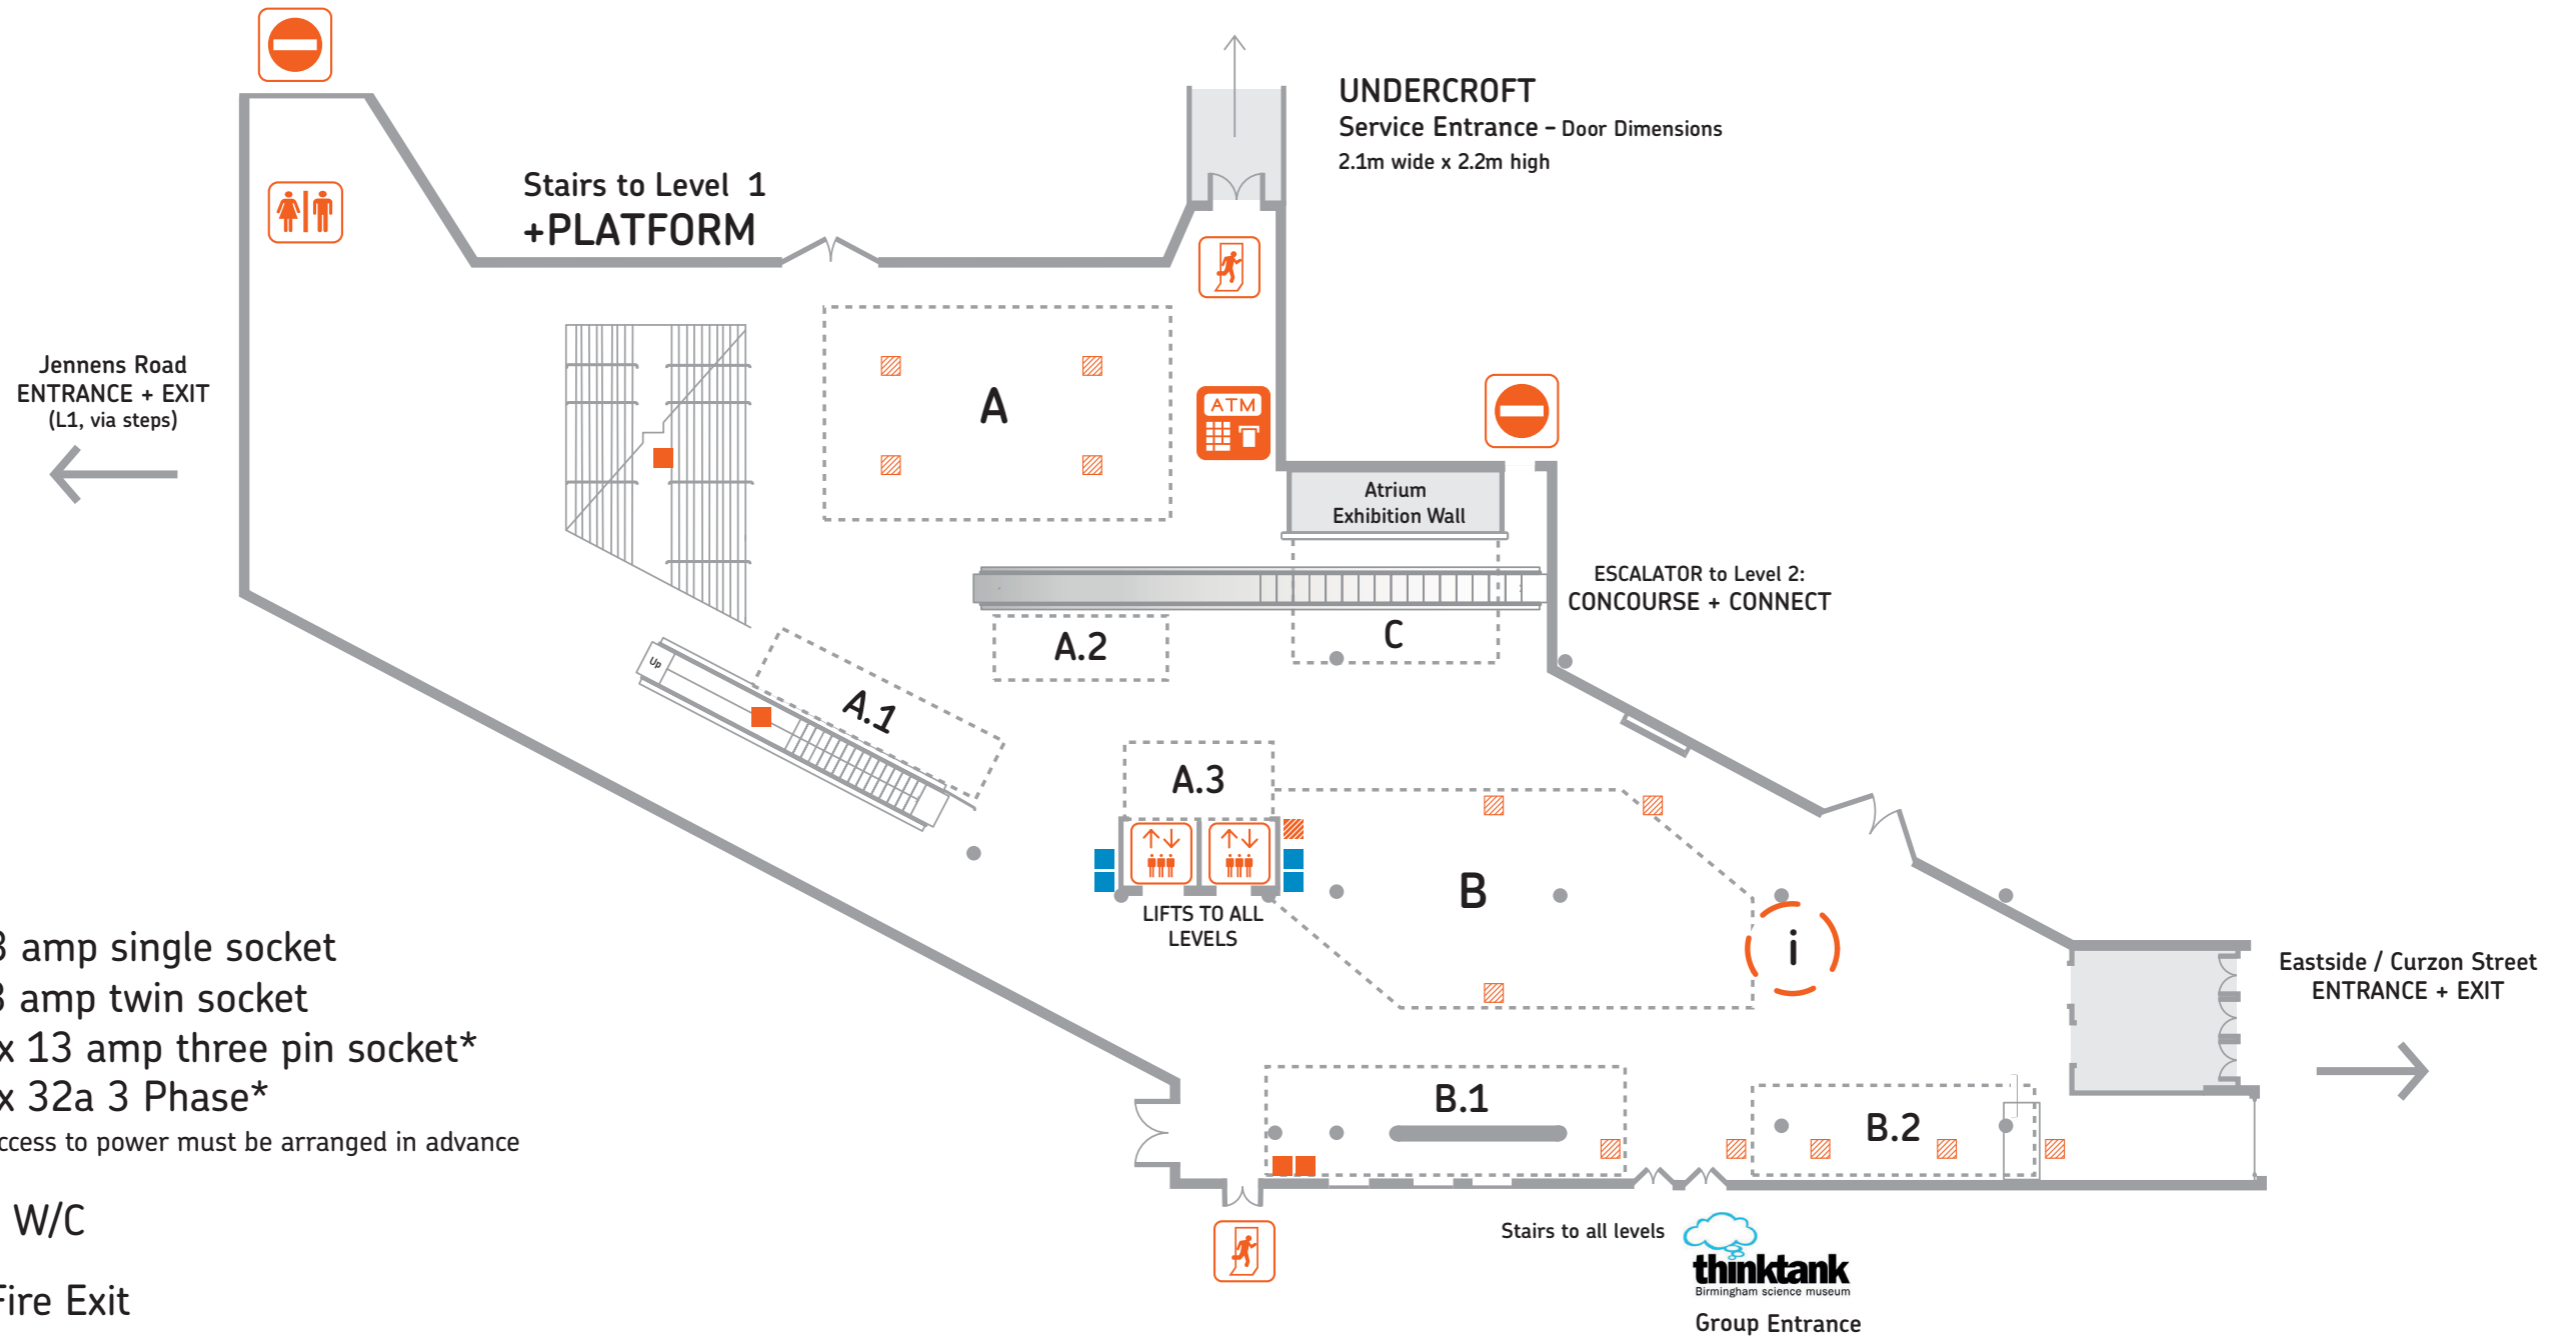 UNDERCROFT
Service Entrance – Door Dimensions
2.1m wide x 2.2m high
Stairs to Level 1
+PLATFORM
Jennens Road
ENTRANCE + EXIT
(L1, via steps)
A
ATM
Atrium
Exhibition Wall
ESCALATOR to Level 2:
CONCOURSE + CONNECT
A.2
C
Up
A.1
A.3
B
LIFTS TO ALL
LEVELS
i
Eastside / Curzon Street
ENTRANCE + EXIT
B.1
B.2
3 amp single socket
3 amp twin socket
x 13 amp three pin socket*
x 32a 3 Phase*
ccess to power must be arranged in advance
W/C
Fire Exit
Stairs to all levels
thinktank
Birmingham science museum
Group Entrance